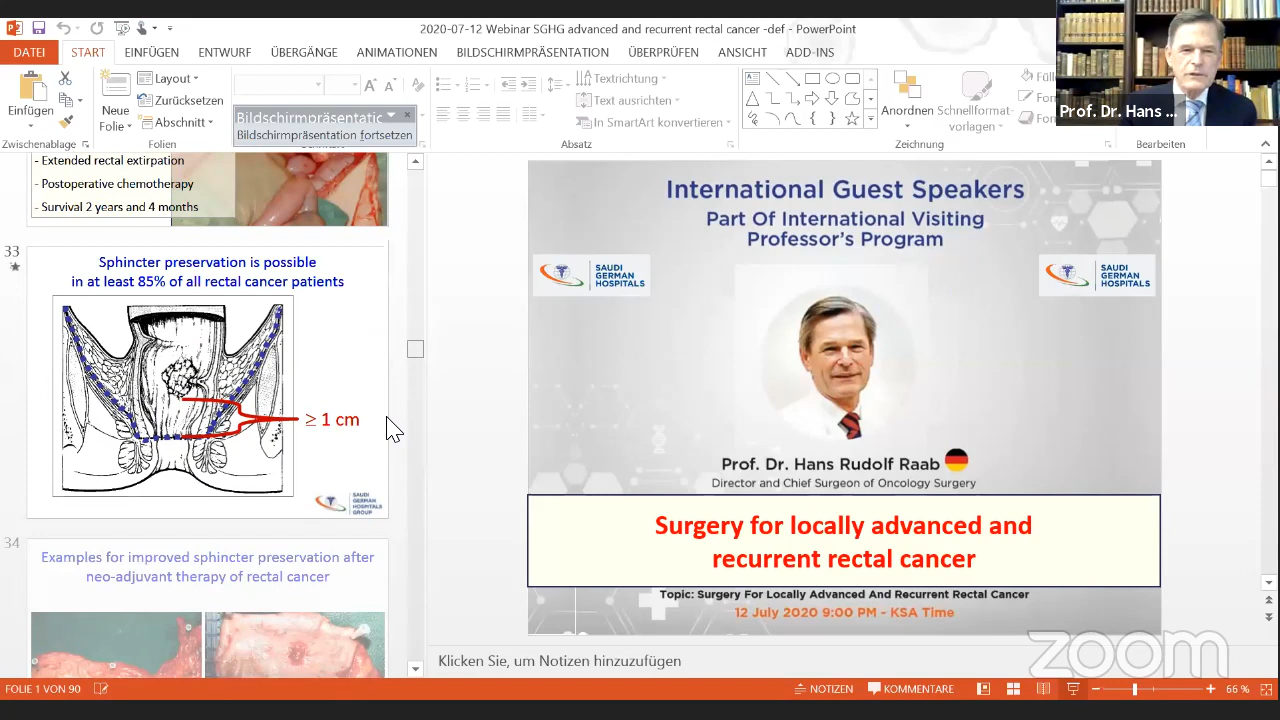 2020-07-12 Webinar SGHG advanced and recurrent rectal cancer -def - PowerPoint
DATEI START EINFÜGEN ENTWURF ÜBERGÄNGE ANIMATIONEN BILDSCHIRMPRÄSENTATION ÜBERPRÜFEN ANSICHT ADD-INS
Einfügen
Neue
Folie
Layout
Zurücksetzen
Abschnitt
Bildschirmpräsentatio
Bildschirmpräsentation fortsetzen
Textrichtung
Text ausrichten
In SmartArt konvertieren
Anordnen
Schnellformat-
vorlagen
Prof. Dr. Hans ...
Zwischenablage Folien Absatz Zeichnung Bearbeiten
- Extended rectal extirpation
- Postoperative chemotherapy
- Survival 2 years and 4 months
33
Sphincter preservation is possible
in at least 85% of all rectal cancer patients
≥ 1 cm
SAUDI
GERMAN
HOSPITALS
GROUP
34
Examples for improved sphincter preservation after
neo-adjuvant therapy of rectal cancer
International Guest Speakers
Part Of International Visiting
Professor's Program
SAUDI
GERMAN
HOSPITALS
SAUDI
GERMAN
HOSPITALS
Prof. Dr. Hans Rudolf Raab
Director and Chief Surgeon of Oncology Surgery
Surgery for locally advanced and
recurrent rectal cancer
Topic: Surgery For Locally Advanced And Recurrent Rectal Cancer
12 July 2020 9:00 PM - KSA Time
zoom
Klicken Sie, um Notizen hinzuzufügen
FOLIE 1 VON 90 NOTIZEN KOMMENTARE 66 %